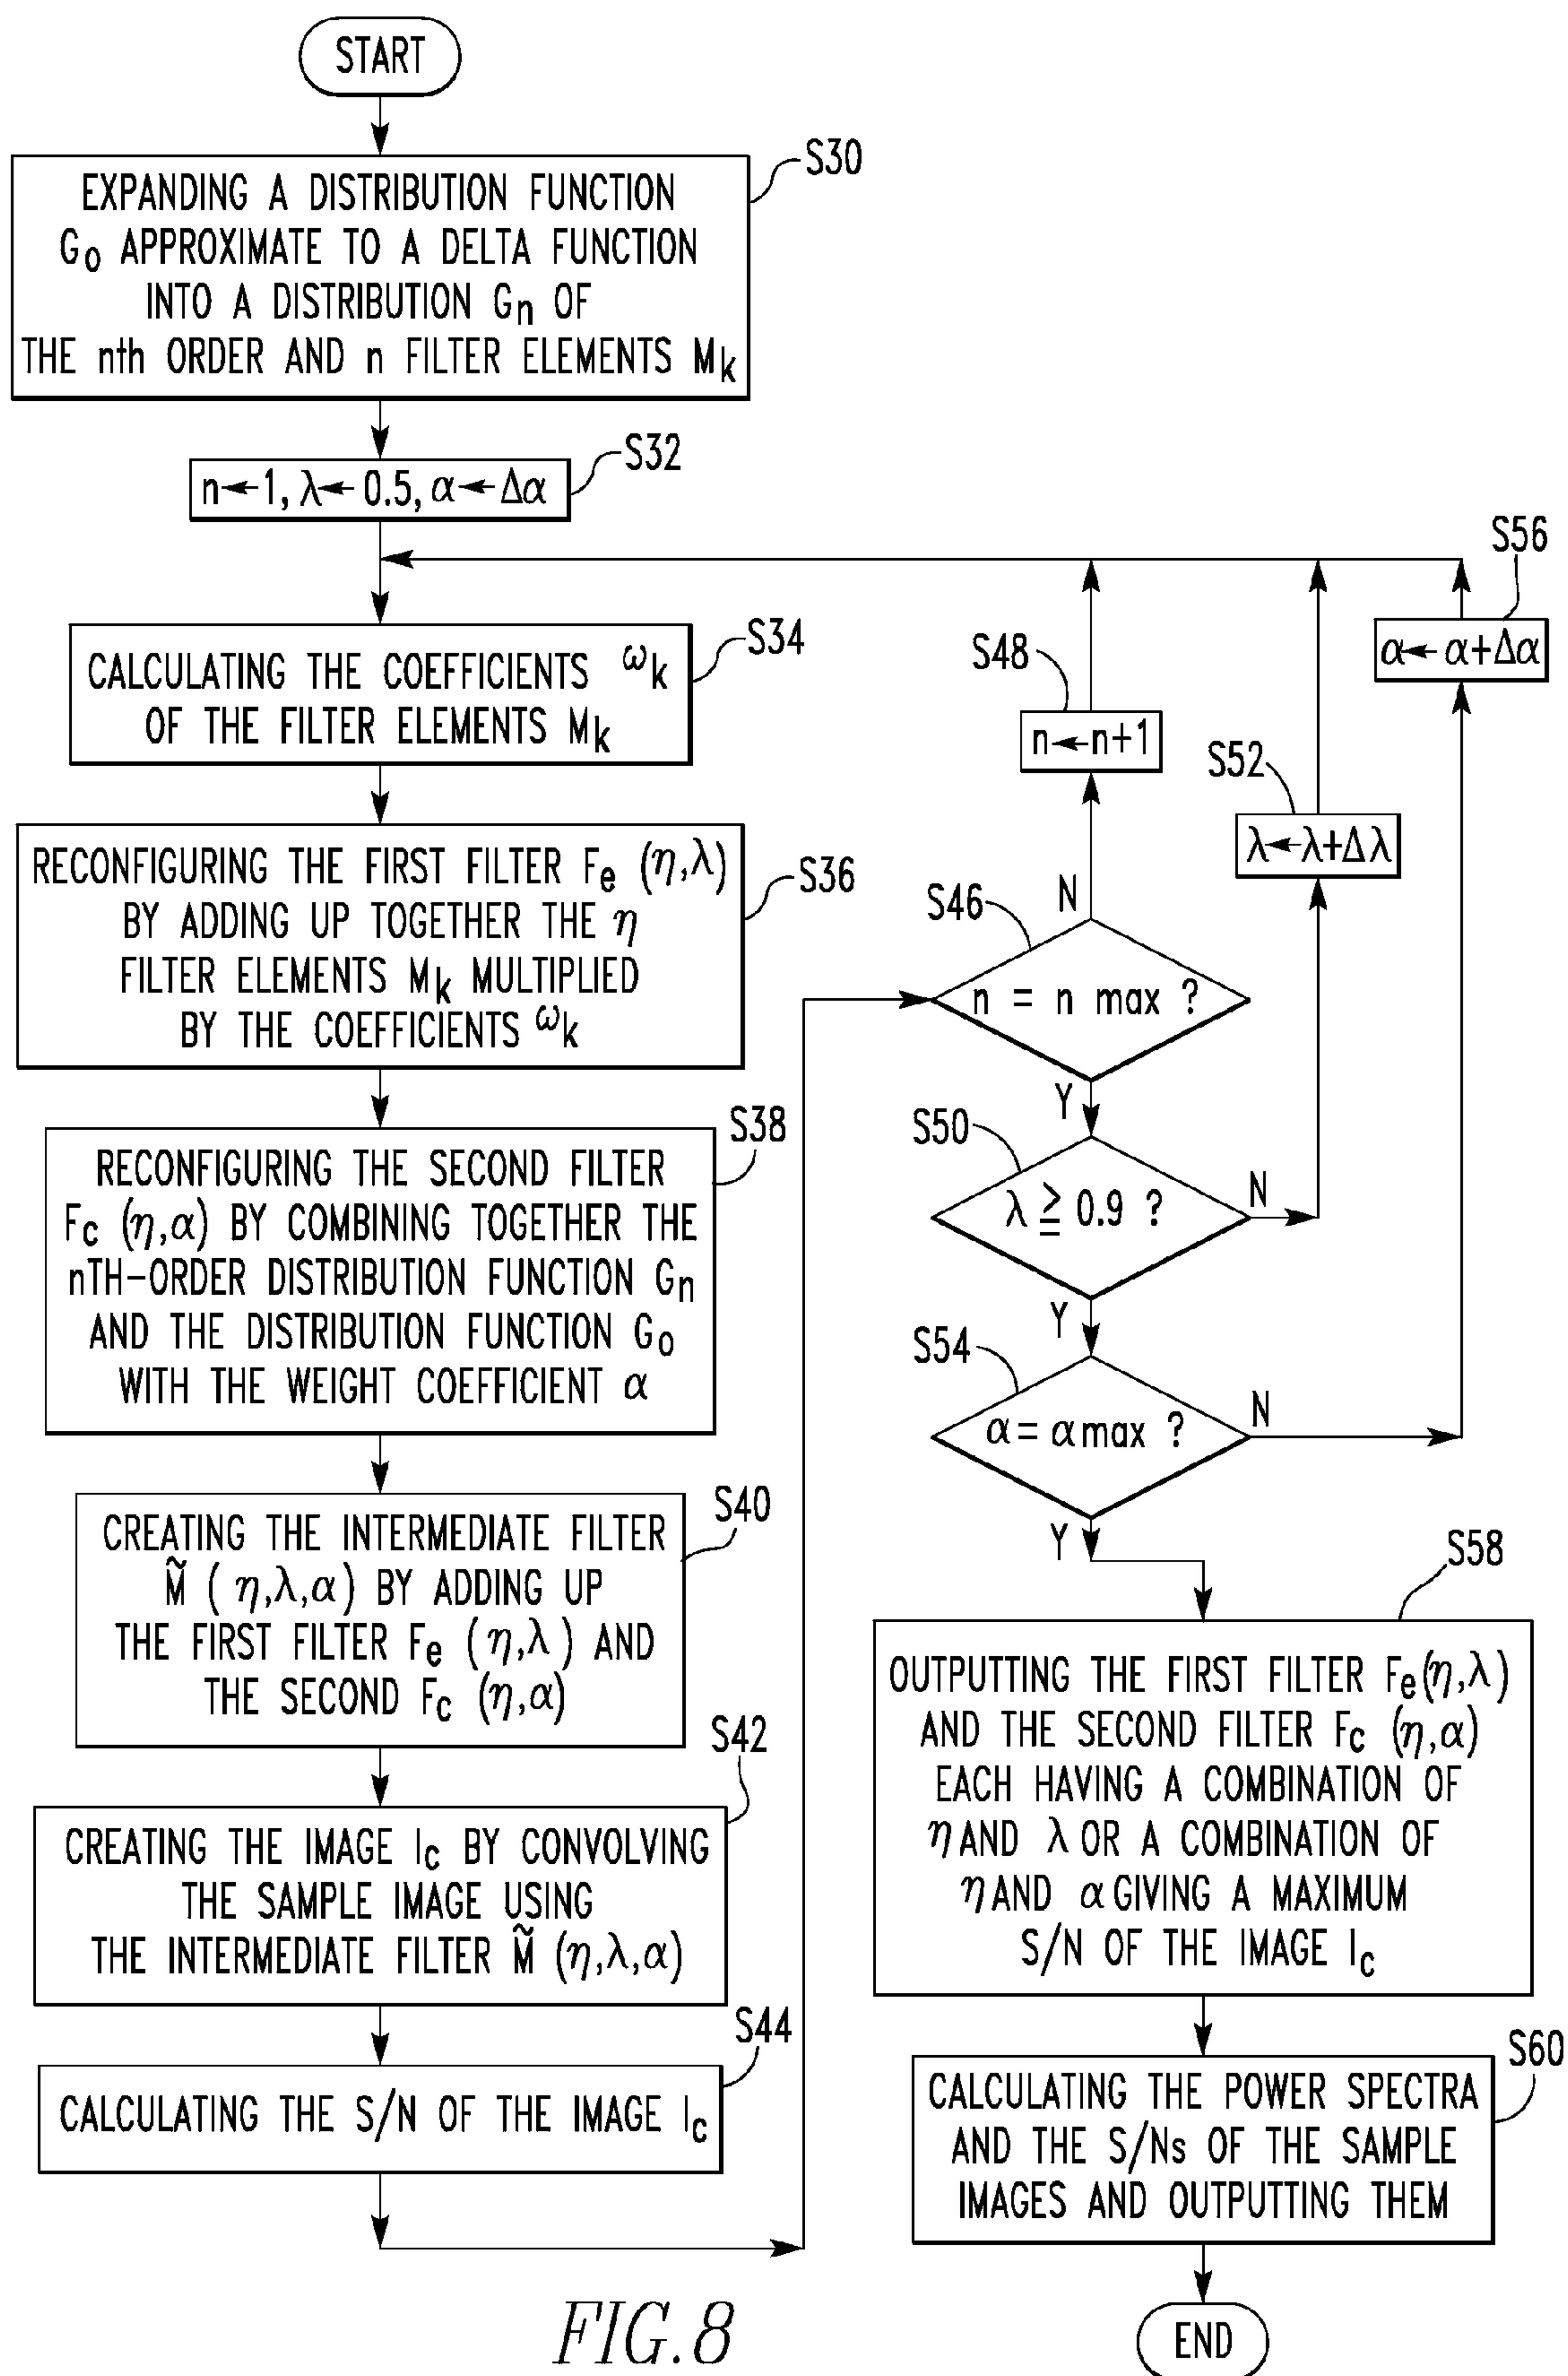 START
S30
EXPANDING A DISTRIBUTION FUNCTION
G₀ APPROXIMATE TO A DELTA FUNCTION
INTO A DISTRIBUTION Gₙ OF
THE nth ORDER AND n FILTER ELEMENTS Mₖ
S32
n←1, λ←0.5, α←Δα
S34
CALCULATING THE COEFFICIENTS ωₖ
OF THE FILTER ELEMENTS Mₖ
S36
RECONFIGURING THE FIRST FILTER Fₑ (η,λ)
BY ADDING UP TOGETHER THE η
FILTER ELEMENTS Mₖ MULTIPLIED
BY THE COEFFICIENTS ωₖ
S38
RECONFIGURING THE SECOND FILTER
Fc (η,α) BY COMBINING TOGETHER THE
nTH-ORDER DISTRIBUTION FUNCTION Gₙ
AND THE DISTRIBUTION FUNCTION G₀
WITH THE WEIGHT COEFFICIENT α
S40
CREATING THE INTERMEDIATE FILTER
M̃ (η,λ,α) BY ADDING UP
THE FIRST FILTER Fₑ (η,λ) AND
THE SECOND Fc (η,α)
S42
CREATING THE IMAGE Ic BY CONVOLVING
THE SAMPLE IMAGE USING
THE INTERMEDIATE FILTER M̃ (η,λ,α)
S44
CALCULATING THE S/N OF THE IMAGE Ic
S46
n = n max ?
N
Y
S48
n←n+1
S50
λ ≧ 0.9 ?
N
Y
S52
λ←λ+Δλ
S54
α = α max ?
N
Y
S56
α←α+Δα
S58
OUTPUTTING THE FIRST FILTER Fₑ(η,λ)
AND THE SECOND FILTER Fc (η,α)
EACH HAVING A COMBINATION OF
η AND λ OR A COMBINATION OF
η AND α GIVING A MAXIMUM
S/N OF THE IMAGE Ic
S60
CALCULATING THE POWER SPECTRA
AND THE S/Ns OF THE SAMPLE
IMAGES AND OUTPUTTING THEM
END
FIG.8